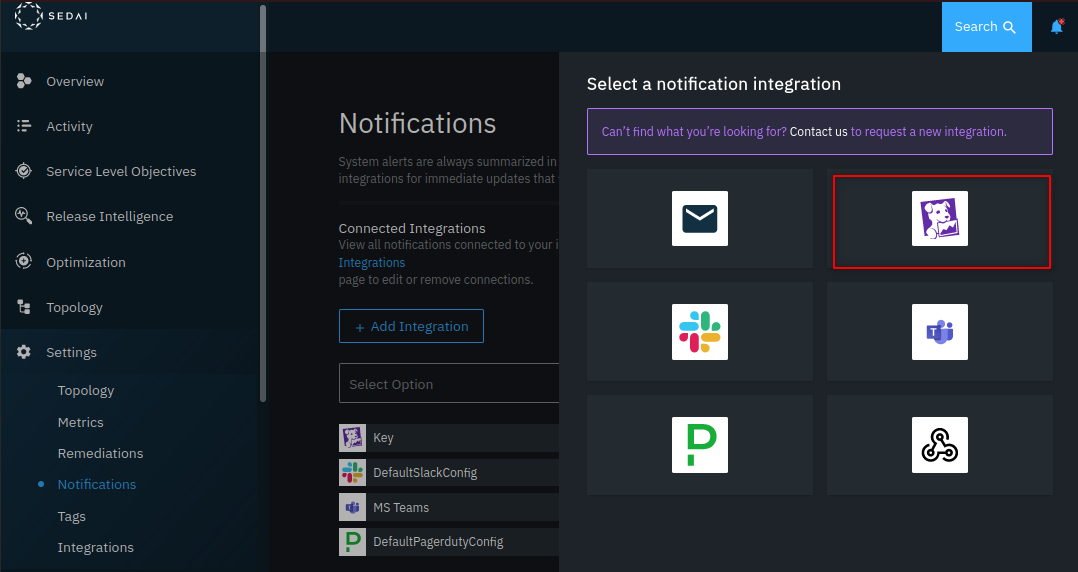 SEDAI
Search
Overview
Activity
Service Level Objectives
Release Intelligence
Optimization
Topology
Settings
Topology
Metrics
Remediations
Notifications
Tags
Integrations
Notifications
System alerts are always summarized in
integrations for immediate updates that
Connected Integrations
View all notifications connected to your i
Integrations
page to edit or remove connections.
+ Add Integration
Select Option
Key
DefaultSlackConfig
MS Teams
DefaultPagerdutyConfig
Select a notification integration
Can't find what you're looking for? Contact us to request a new integration.